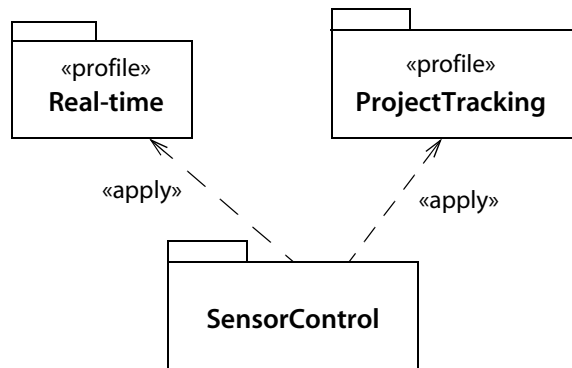 «profile»
Real-time
«profile»
ProjectTracking
«apply»
«apply»
SensorControl